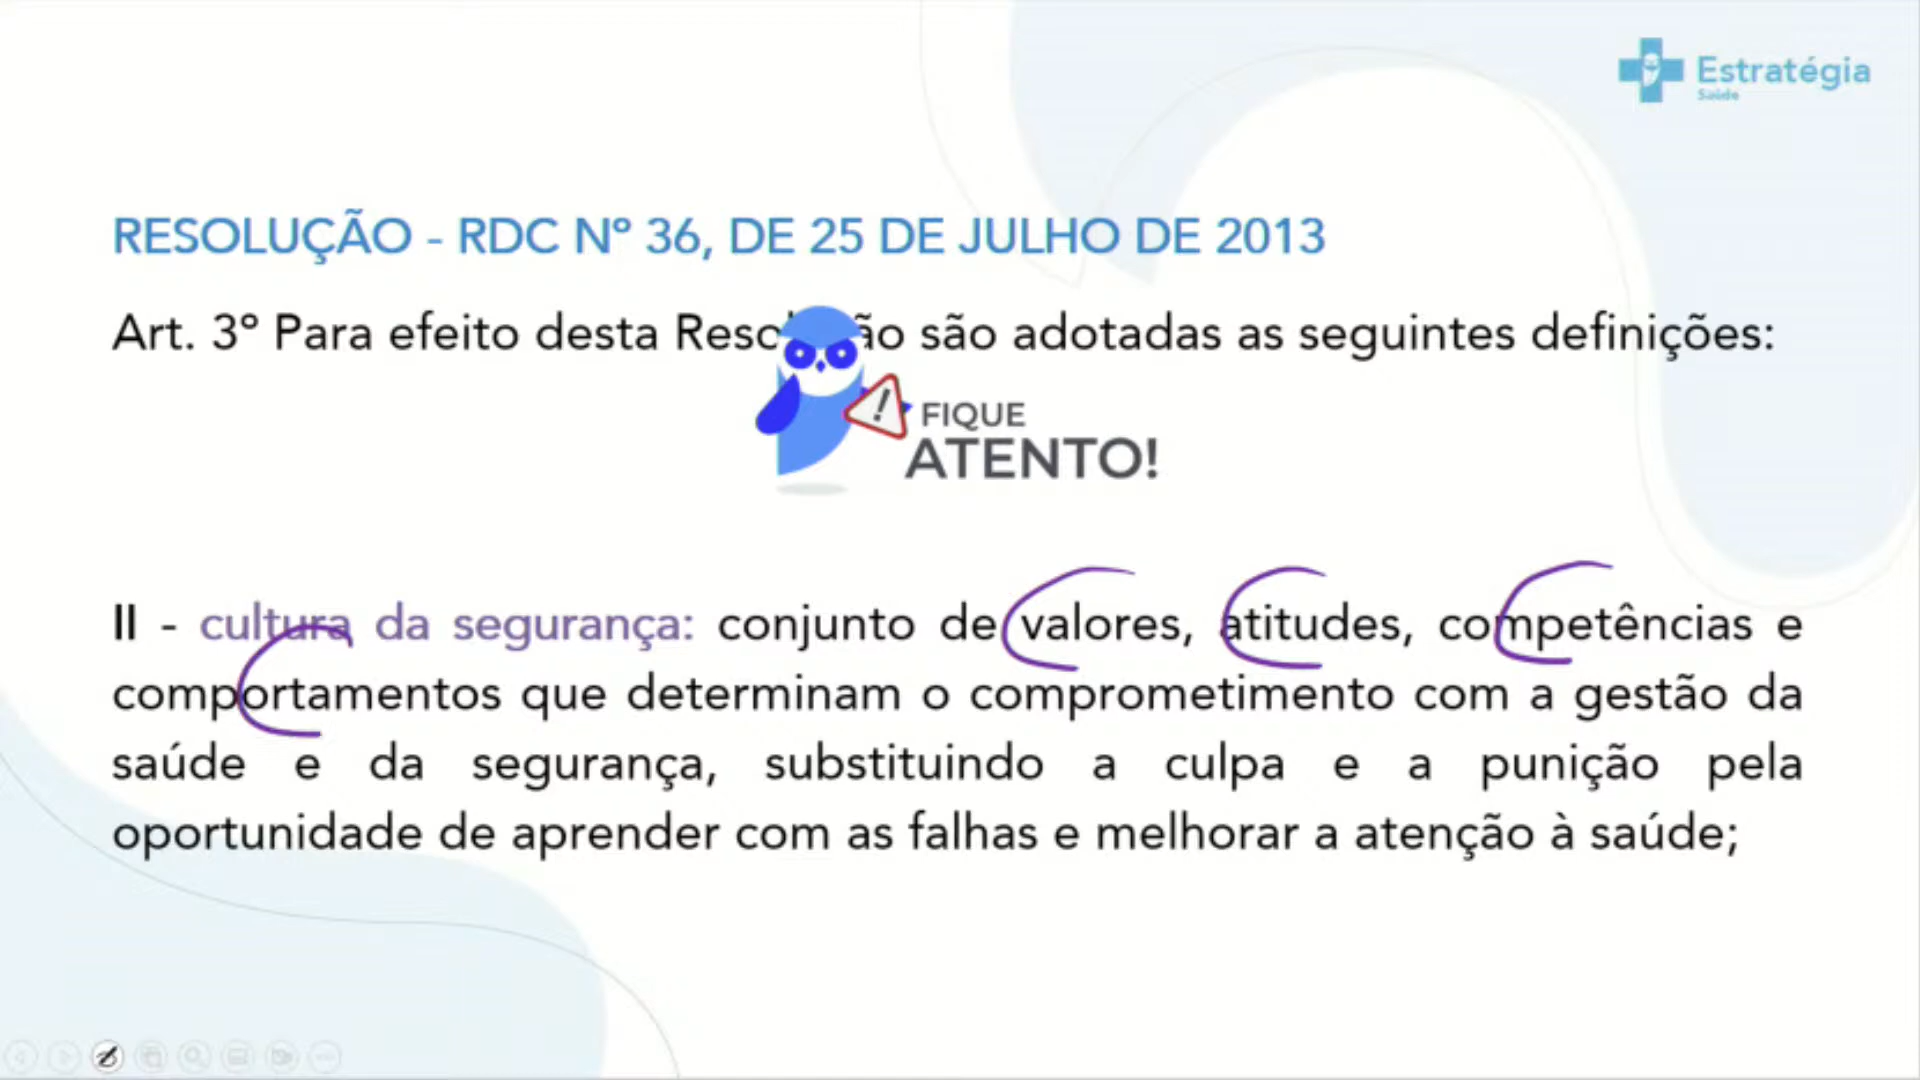 Estratégia
Saúde
RESOLUÇÃO - RDC Nº 36, DE 25 DE JULHO DE 2013
Art. 3º Para efeito desta Resolução são adotadas as seguintes definições:
FIQUE
ATENTO!
II - cultura da segurança: conjunto de valores, atitudes, competências e
comportamentos que determinam o comprometimento com a gestão da
saúde e da segurança, substituindo a culpa e a punição pela
oportunidade de aprender com as falhas e melhorar a atenção à saúde;